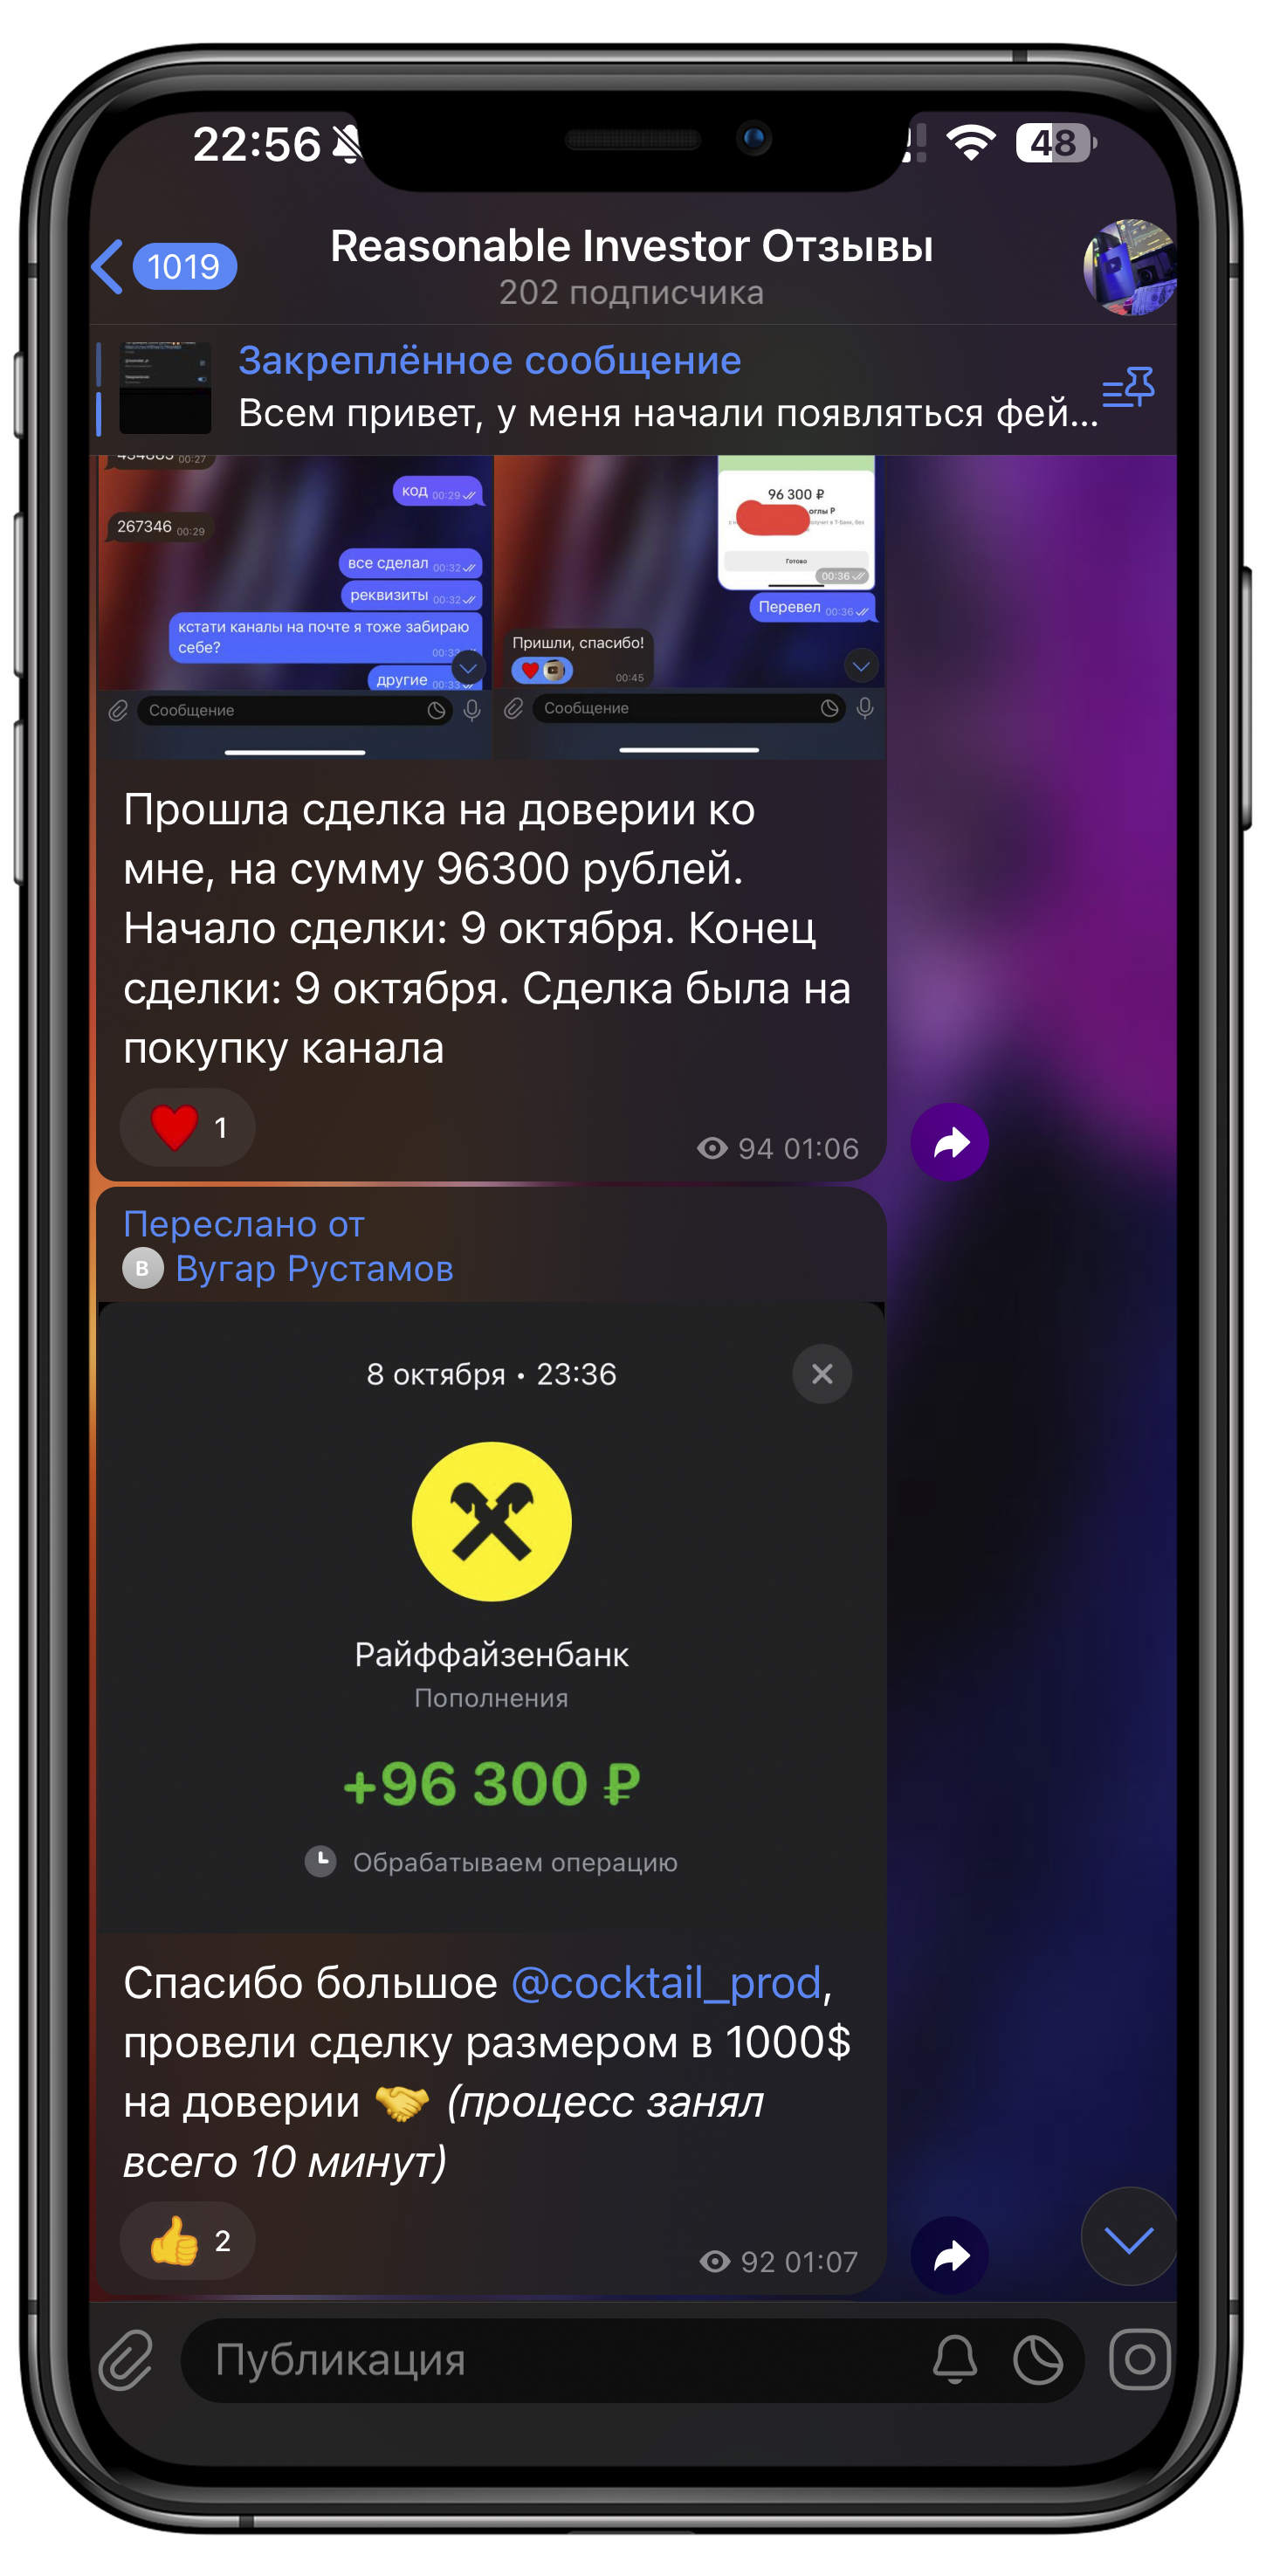 22:56
48
1019
Reasonable Investor Отзывы
202 подписчика
Закреплённое сообщение
Всем привет, у меня начали появляться фей...
00:27
код 00:29
267346 00:29
все сделал 00:32
реквизиты 00:32
кстати каналы на почте я тоже забираю
себе?
00:33
другие 00:33
Сообщение
96 300 ₽
оглы Р
Готово
00:36
Перевел 00:36
Пришли, спасибо!
00:45
Сообщение
Прошла сделка на доверии ко
мне, на сумму 96300 рублей.
Начало сделки: 9 октября. Конец
сделки: 9 октября. Сделка была на
покупку канала
1
94 01:06
Переслано от
В Вугар Рустамов
8 октября • 23:36
Райффайзенбанк
Пополнения
+96 300 ₽
Обрабатываем операцию
Спасибо большое @cocktail_prod,
провели сделку размером в 1000$
на доверии 🤝 (процесс занял
всего 10 минут)
2
92 01:07
Публикация